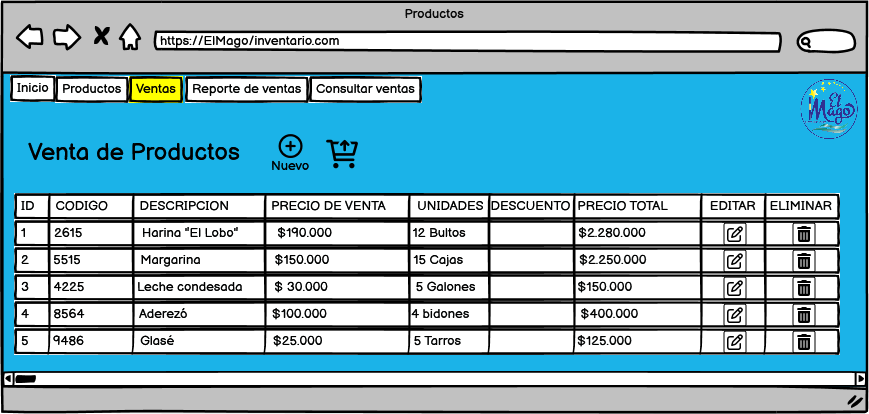 Productos
https://ElMago/inventario.com
Inicio Productos Ventas Reporte de ventas Consultar ventas
El Mago
Venta de Productos
Nuevo
ID CODIGO DESCRIPCION PRECIO DE VENTA UNIDADES DESCUENTO PRECIO TOTAL EDITAR ELIMINAR
1 2615 Harina "El Lobo" $190.000 12 Bultos $2.280.000
2 5515 Margarina $150.000 15 Cajas $2.250.000
3 4225 Leche condesada $ 30.000 5 Galones $150.000
4 8564 Aderezó $100.000 4 bidones $400.000
5 9486 Glasé $25.000 5 Tarros $125.000